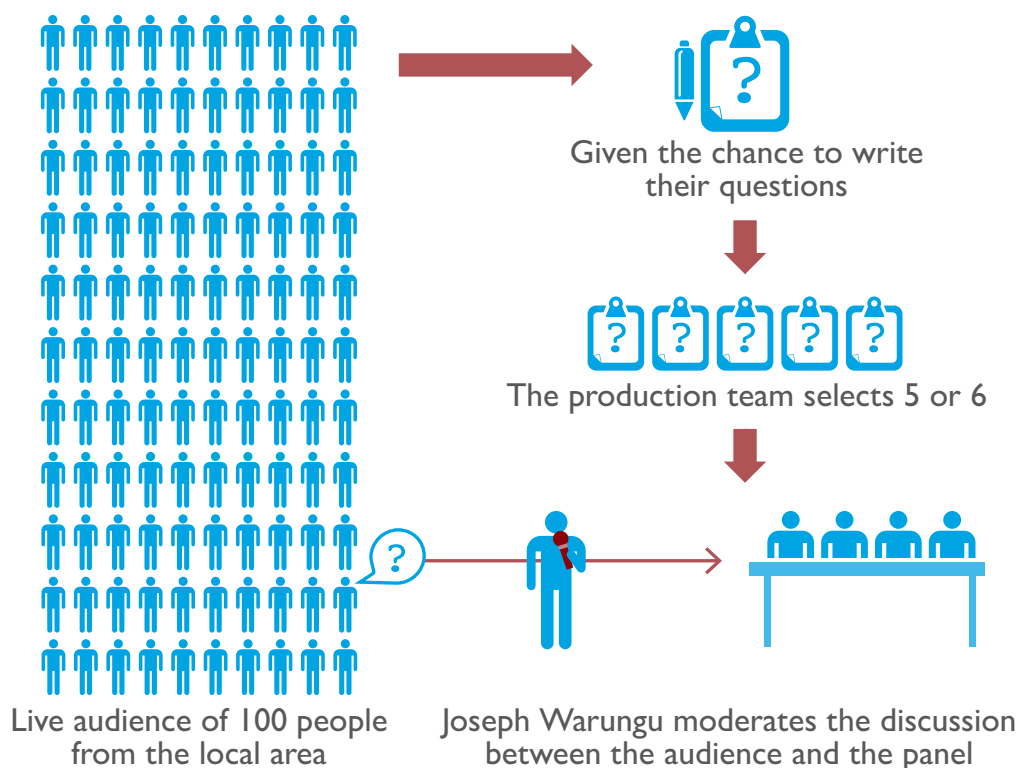 ?
Given the chance to write
their questions
? ? ? ? ?
The production team selects 5 or 6
?
Live audience of 100 people
from the local area
Joseph Warungu moderates the discussion
between the audience and the panel